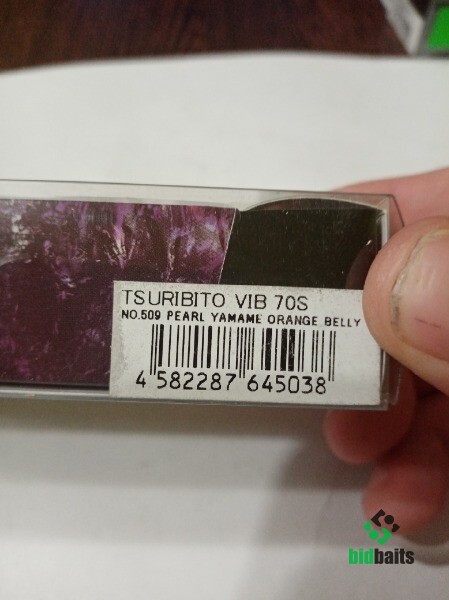 TSURIBITO VIB 70S
NO.509 PEARL YAMAME ORANGE BELLY
4 582287 645038
bidbaits